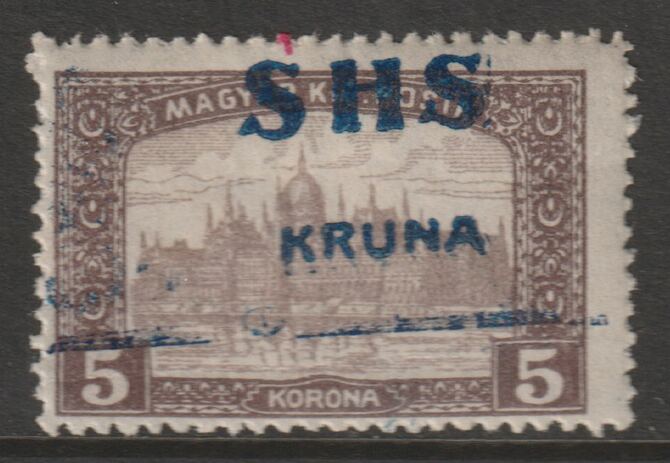 SHS
MAGYAR KIR. POSTA
KRUNA
5 5
KORONA